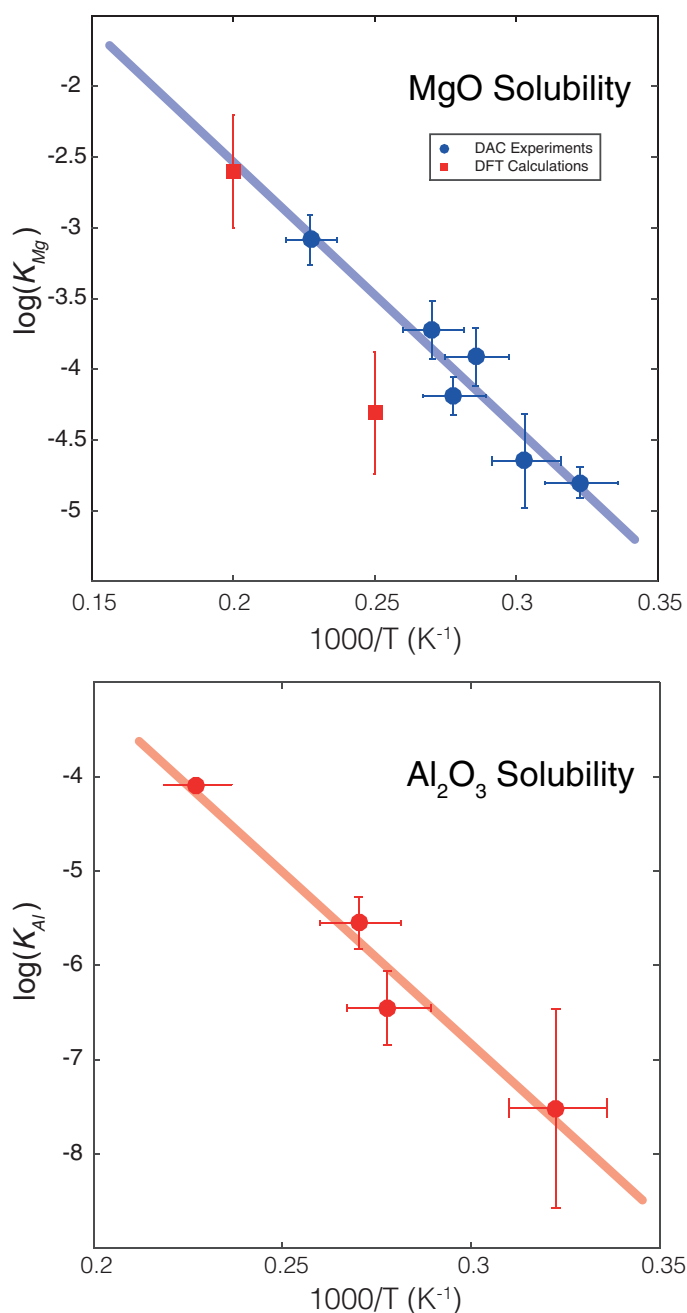 MgO Solubility
DAC Experiments
DFT Calculations
-2
-2.5
-3
-3.5
-4
-4.5
-5
log(K_Mg)
0.15 0.2 0.25 0.3 0.35
1000/T (K⁻¹)
Al₂O₃ Solubility
-4
-5
-6
-7
-8
log(K_Al)
0.2 0.25 0.3 0.35
1000/T (K⁻¹)